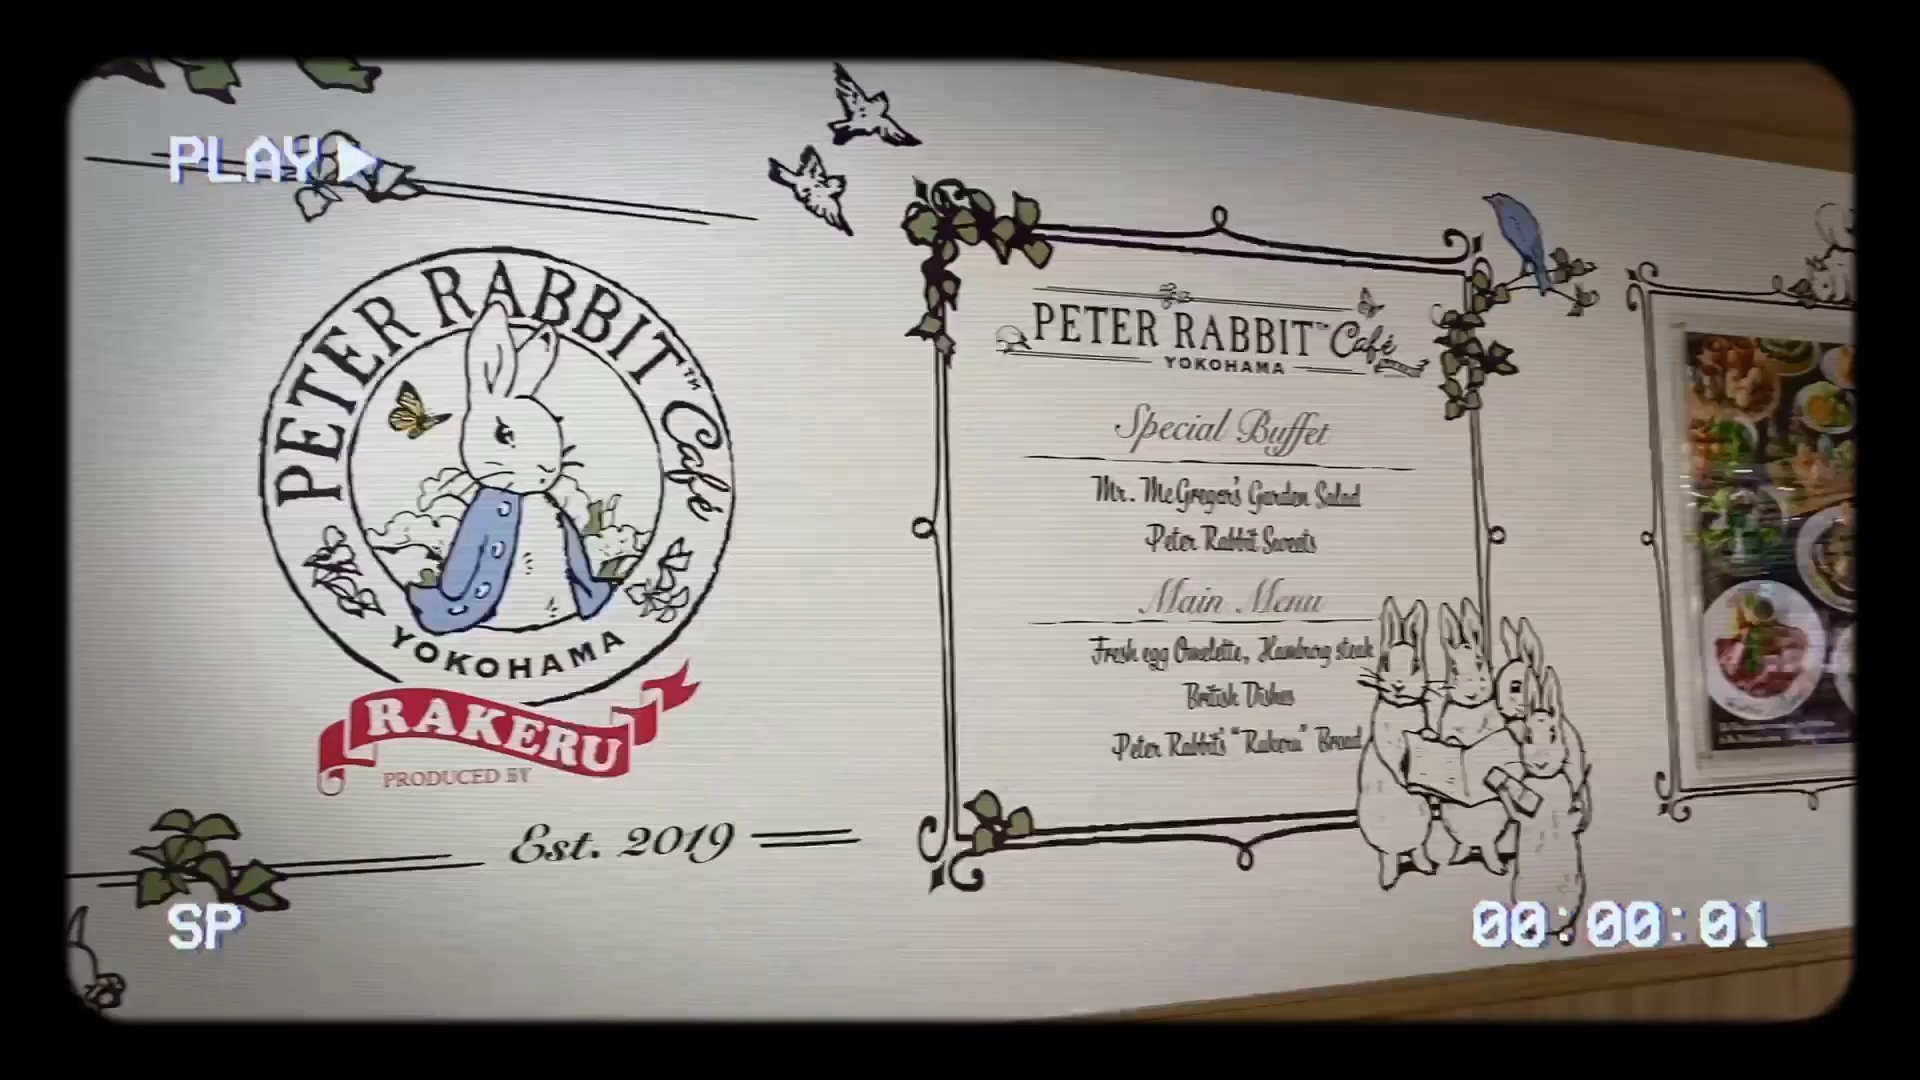 PLAY
PETER RABBIT™ Café
YOKOHAMA
RAKERU
PRODUCED BY
Est. 2019
PETER RABBIT™ Café
YOKOHAMA
Special Buffet
Mr. McGregor's Garden Salad
Peter Rabbit Sweets
Main Menu
Fresh egg Omelette, Hamburg steak
British Dishes
Peter Rabbit's "Rakeru" Bread
SP
00:00:01